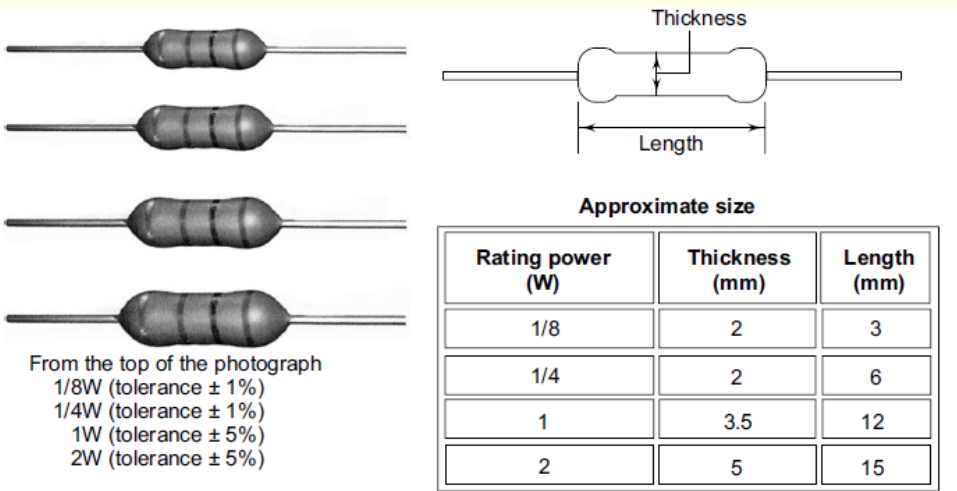 Thickness
Length
From the top of the photograph
1/8W (tolerance ± 1%)
1/4W (tolerance ± 1%)
1W (tolerance ± 5%)
2W (tolerance ± 5%)
Approximate size
Rating power (W) Thickness (mm) Length (mm)
1/8 2 3
1/4 2 6
1 3.5 12
2 5 15